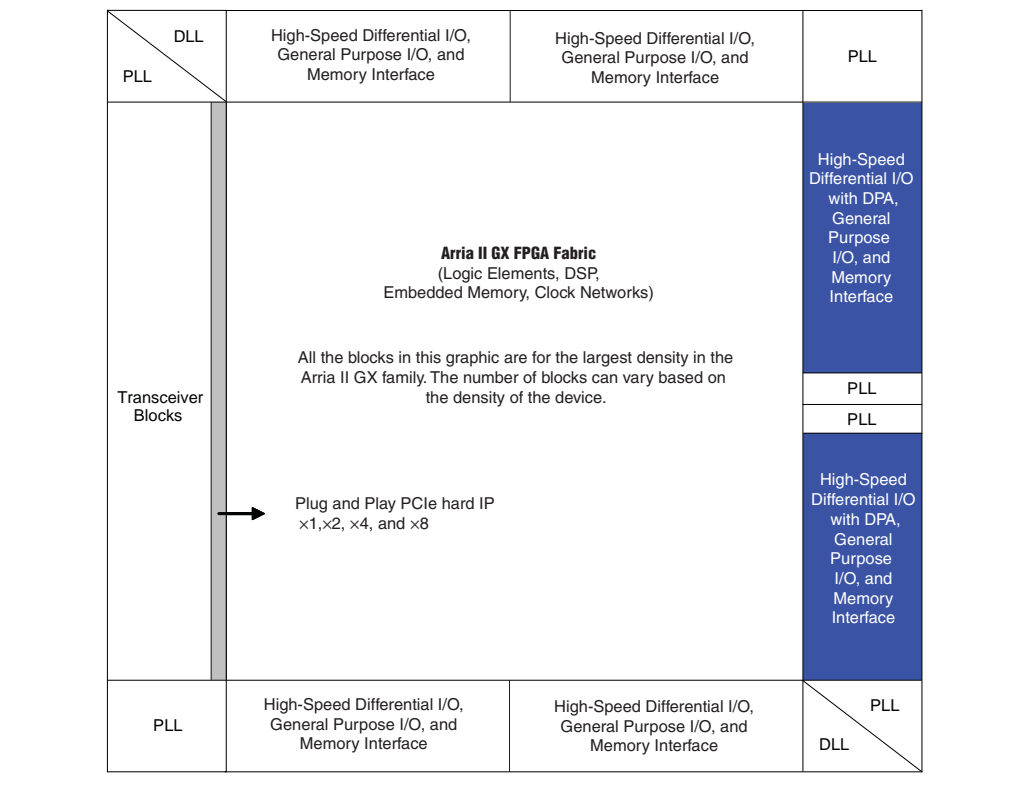 DLL
PLL
High-Speed Differential I/O,
General Purpose I/O, and
Memory Interface
High-Speed Differential I/O,
General Purpose I/O, and
Memory Interface
PLL
Transceiver
Blocks
Arria II GX FPGA Fabric
(Logic Elements, DSP,
Embedded Memory, Clock Networks)
All the blocks in this graphic are for the largest density in the
Arria II GX family. The number of blocks can vary based on
the density of the device.
Plug and Play PCIe hard IP
×1,×2, ×4, and ×8
High-Speed
Differential I/O
with DPA,
General
Purpose
I/O, and
Memory
Interface
PLL
PLL
High-Speed
Differential I/O
with DPA,
General
Purpose
I/O, and
Memory
Interface
PLL
High-Speed Differential I/O,
General Purpose I/O, and
Memory Interface
High-Speed Differential I/O,
General Purpose I/O, and
Memory Interface
PLL
DLL